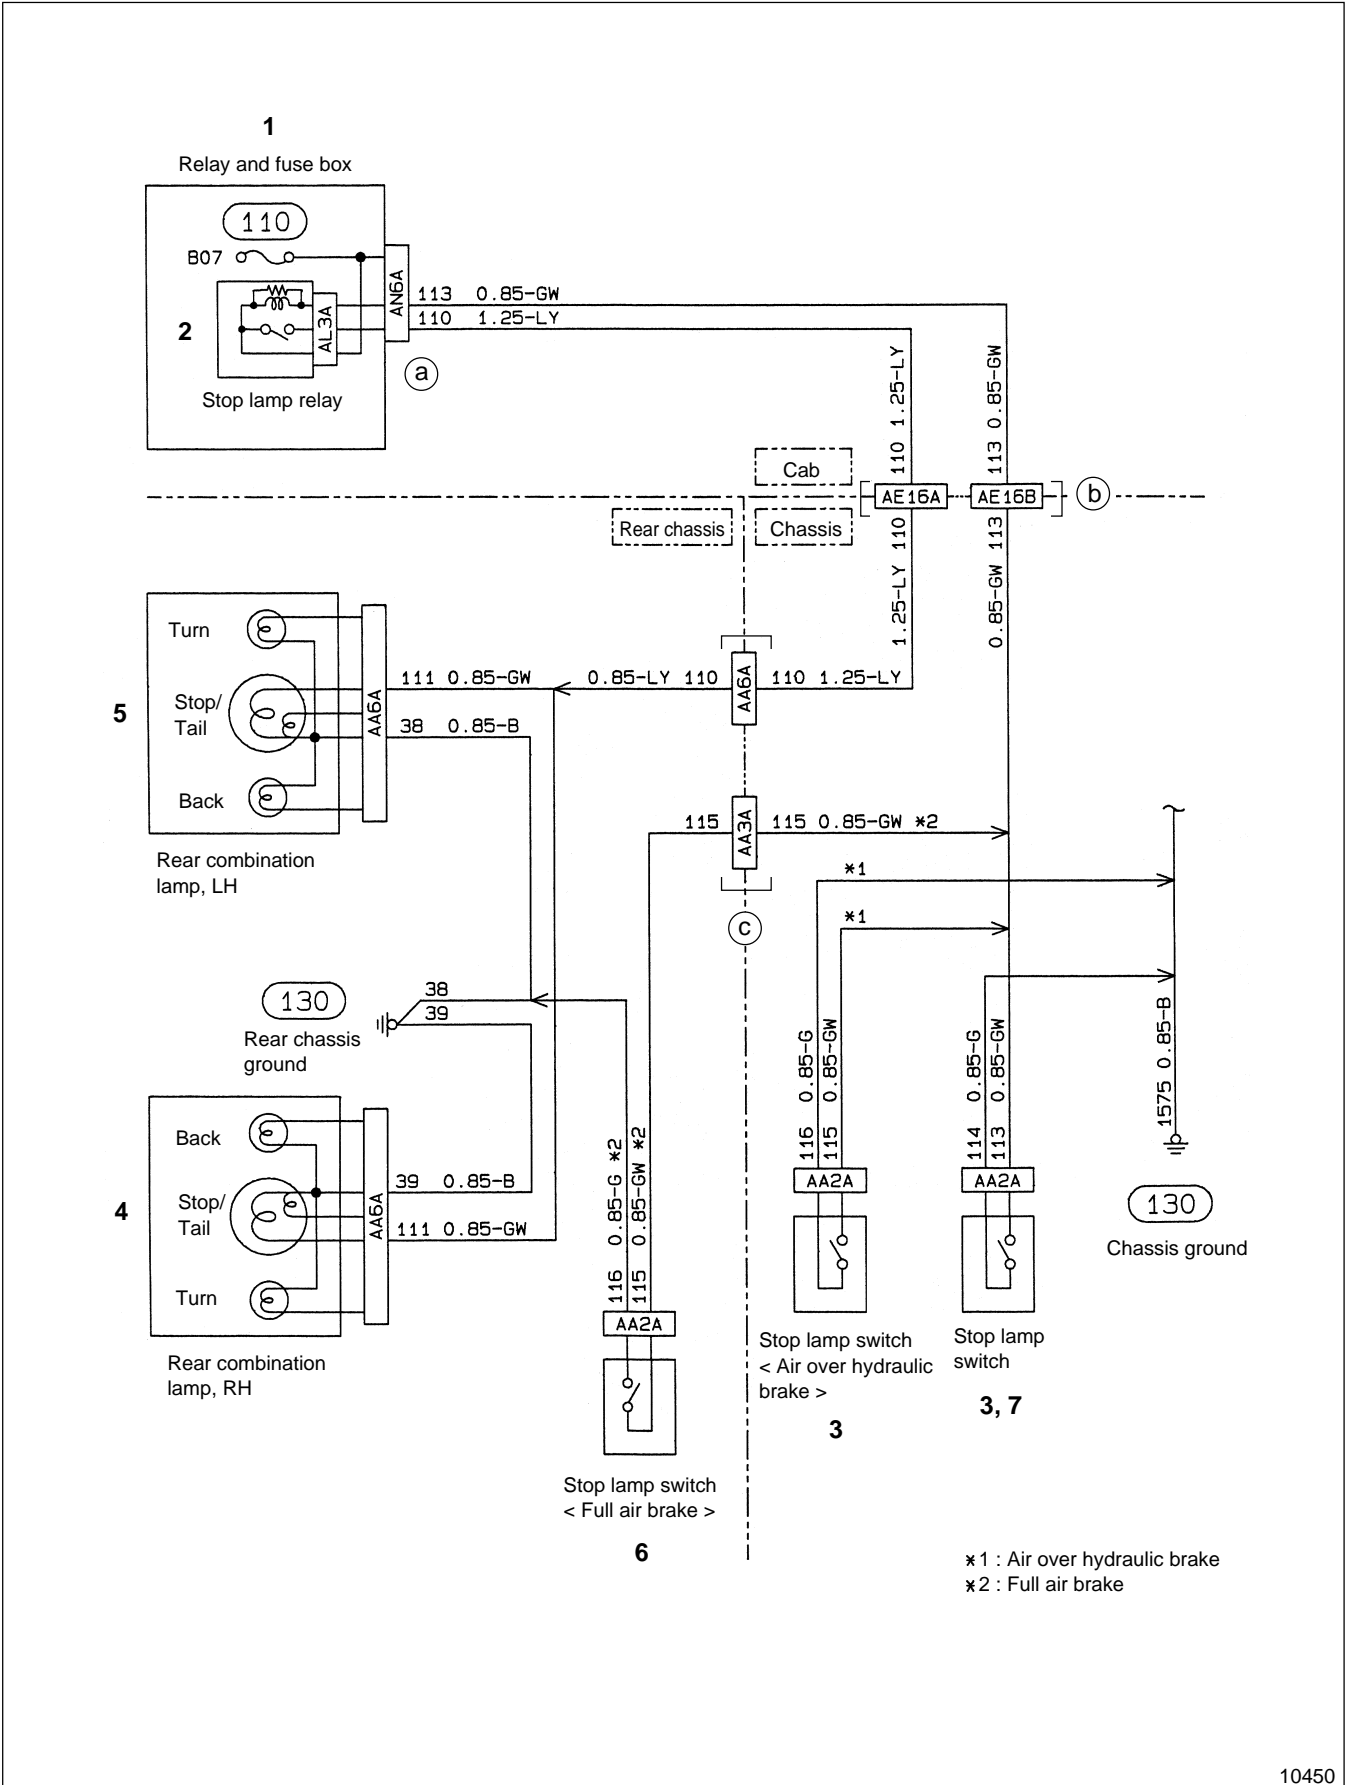 1
Relay and fuse box
110
B07
AN6A
113 0.85-GW
110 1.25-LY
2
AL3A
a
Stop lamp relay
110 1.25-LY
113 0.85-GW
Cab
AE16A
AE16B
b
Rear chassis
Chassis
1.25-LY 110
0.85-GW 113
Turn
Stop/
Tail
Back
5
AA6A
111 0.85-GW
0.85-LY 110
AA6A
110 1.25-LY
38 0.85-B
Rear combination
lamp, LH
115
AA3A
115 0.85-GW *2
*1
*1
c
130
Rear chassis
ground
38
39
116 0.85-G
115 0.85-GW
114 0.85-G
113 0.85-GW
1575 0.85-B
Back
Stop/
Tail
Turn
4
AA6A
39 0.85-B
111 0.85-GW
116 0.85-G *2
115 0.85-GW *2
AA2A
AA2A
130
Chassis ground
AA2A
Rear combination
lamp, RH
Stop lamp switch
< Air over hydraulic
brake >
3
Stop lamp
switch
3, 7
Stop lamp switch
< Full air brake >
6
*1 : Air over hydraulic brake
*2 : Full air brake
10450